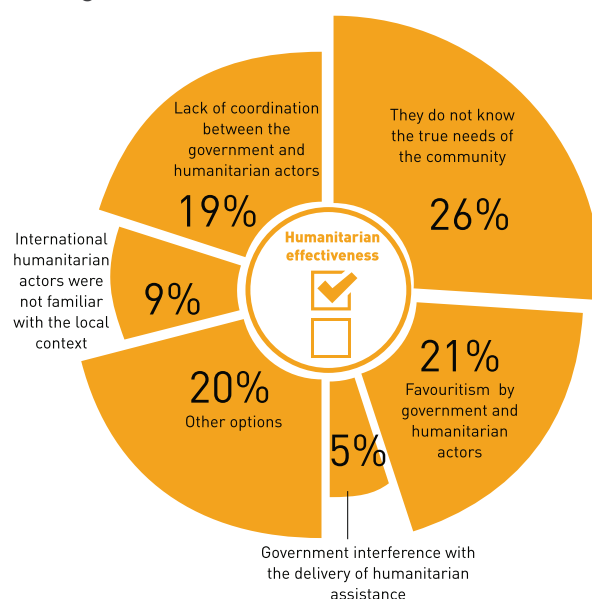 Lack of coordination
between the
government and
humanitarian actors
19%
They do not know
the true needs of
the community
26%
Humanitarian
effectiveness
International
humanitarian
actors were
not familiar
with the local
context
9%
21%
Favouritism by
government and
humanitarian
actors
20%
Other options
5%
Government interference with
the delivery of humanitarian
assistance